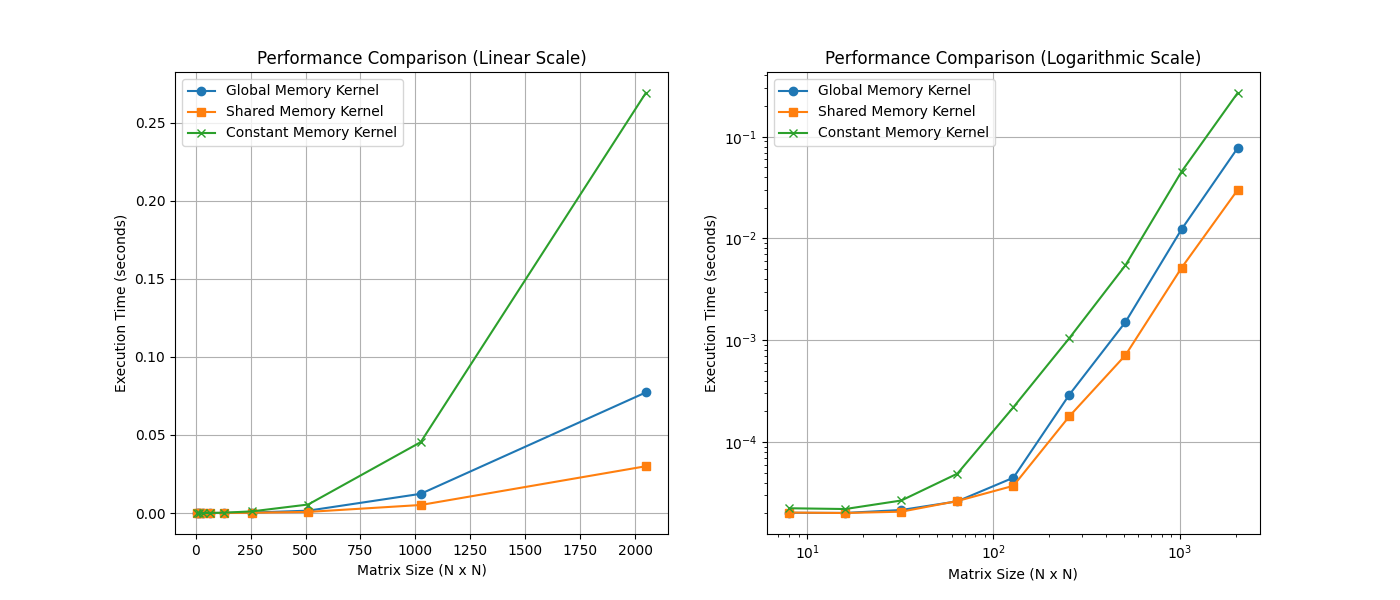 Performance Comparison (Linear Scale)
Global Memory Kernel
Shared Memory Kernel
Constant Memory Kernel
Execution Time (seconds)
0.25
0.20
0.15
0.10
0.05
0.00
0 250 500 750 1000 1250 1500 1750 2000
Matrix Size (N x N)
Performance Comparison (Logarithmic Scale)
Global Memory Kernel
Shared Memory Kernel
Constant Memory Kernel
Execution Time (seconds)
10⁻¹
10⁻²
10⁻³
10⁻⁴
10¹ 10² 10³
Matrix Size (N x N)